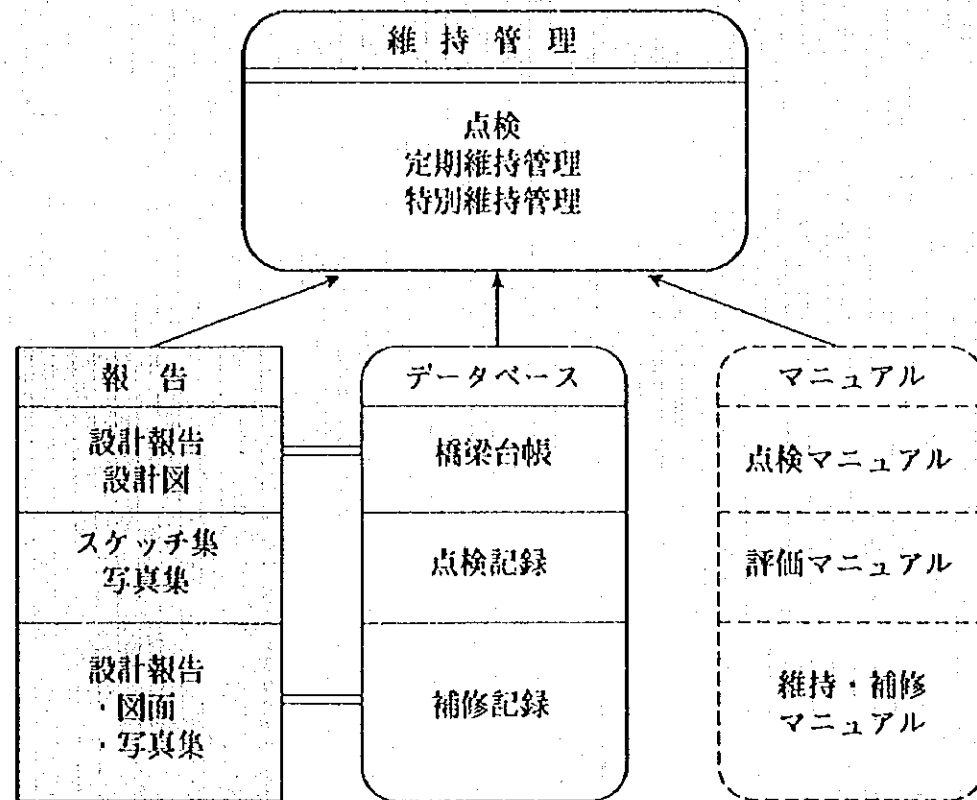 維持管理
点検
定期維持管理
特別維持管理
報告
設計報告
設計図
スケッチ集
写真集
設計報告
・図面
・写真集
データベース
橋梁台帳
点検記録
補修記録
マニュアル
点検マニュアル
評価マニュアル
維持・補修
マニュアル